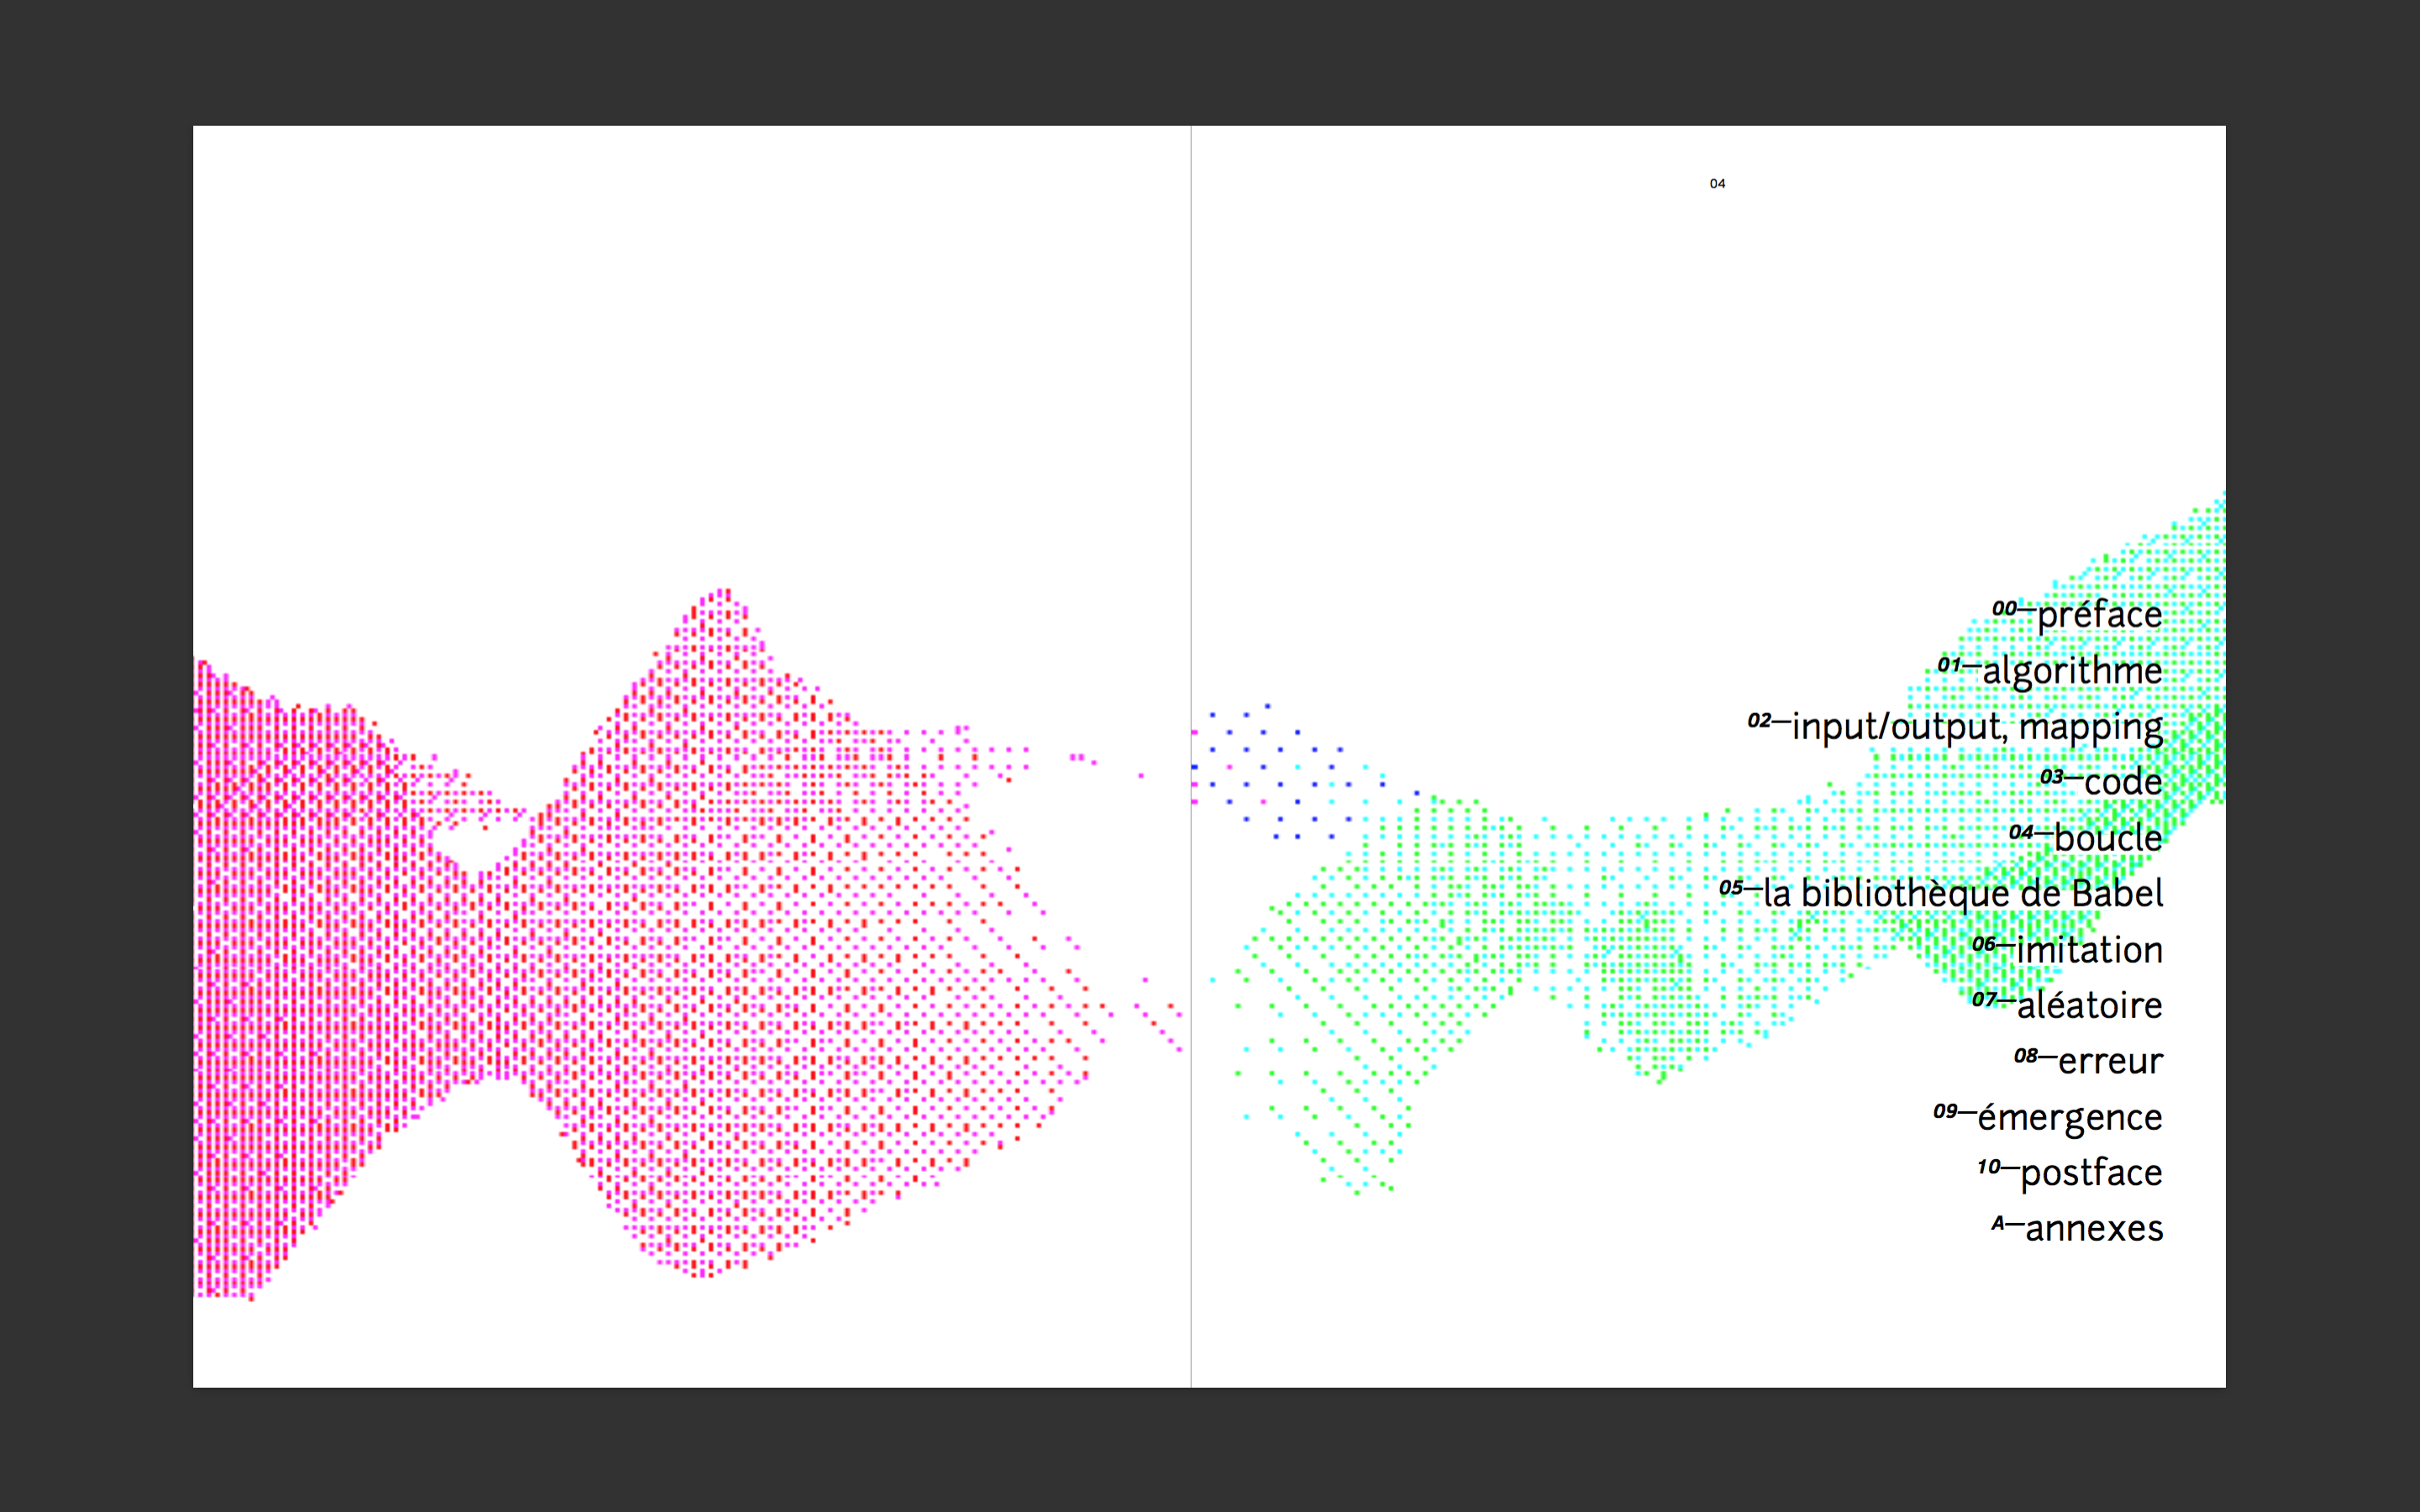 04
00—préface
01—algorithme
02—input/output, mapping
03—code
04—boucle
05—la bibliothèque de Babel
06—imitation
07—aléatoire
08—erreur
09—émergence
10—postface
A—annexes